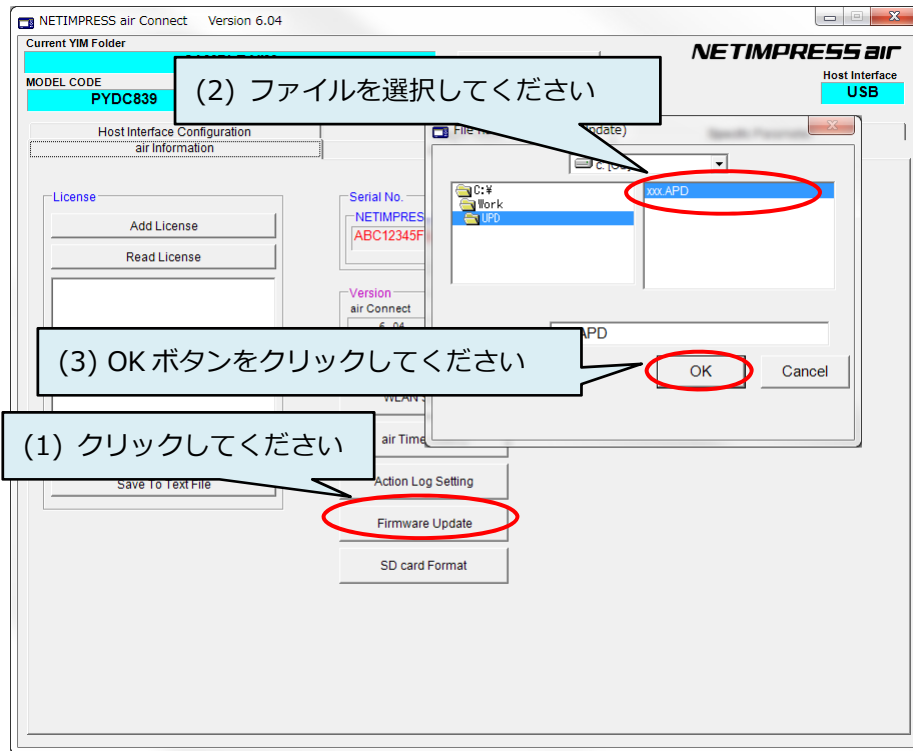 NETIMPRESS air Connect Version 6.04
Current YIM Folder
NETIMPRESS air
MODEL CODE
PYDC839
Host Interface
USB
(2) ファイルを選択してください
Host Interface Configuration
air Information
License
Add License
Read License
Save To Text File
Serial No.
ABC12345F
Version
air Connect
6.04
air Time
Action Log Setting
Firmware Update
SD card Format
C:¥
Work
UPD
xxx.APD
OK
Cancel
(3) OK ボタンをクリックしてください
(1) クリックしてください